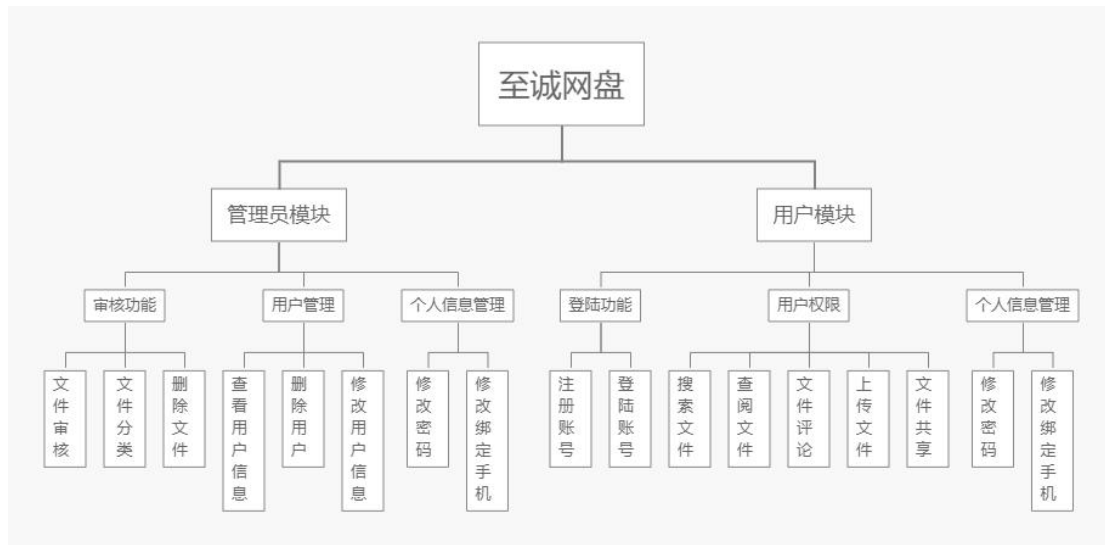 至诚网盘
管理员模块
用户模块
审核功能
用户管理
个人信息管理
登陆功能
用户权限
个人信息管理
文件审核
文件分类
删除文件
查看用户信息
删除用户
修改用户信息
修改密码
修改绑定手机
注册账号
登陆账号
搜索文件
查阅文件
文件评论
上传文件
文件共享
修改密码
修改绑定手机